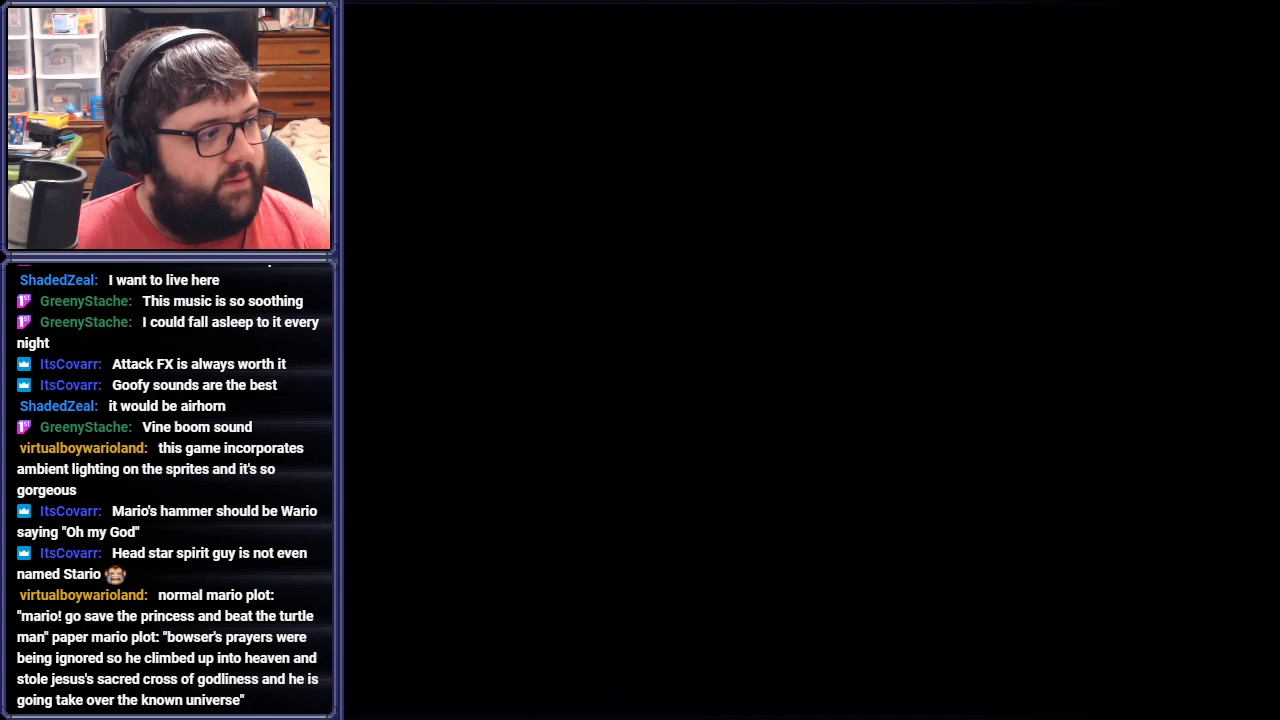 ShadedZeal: I want to live here
GreenyStache: This music is so soothing
GreenyStache: I could fall asleep to it every
night
ItsCovarr: Attack FX is always worth it
ItsCovarr: Goofy sounds are the best
ShadedZeal: it would be airhorn
GreenyStache: Vine boom sound
virtualboywarioland: this game incorporates
ambient lighting on the sprites and it's so
gorgeous
ItsCovarr: Mario's hammer should be Wario
saying "Oh my God"
ItsCovarr: Head star spirit guy is not even
named Stario
virtualboywarioland: normal mario plot:
"mario! go save the princess and beat the turtle
man" paper mario plot: "bowser's prayers were
being ignored so he climbed up into heaven and
stole jesus's sacred cross of godliness and he is
going take over the known universe"